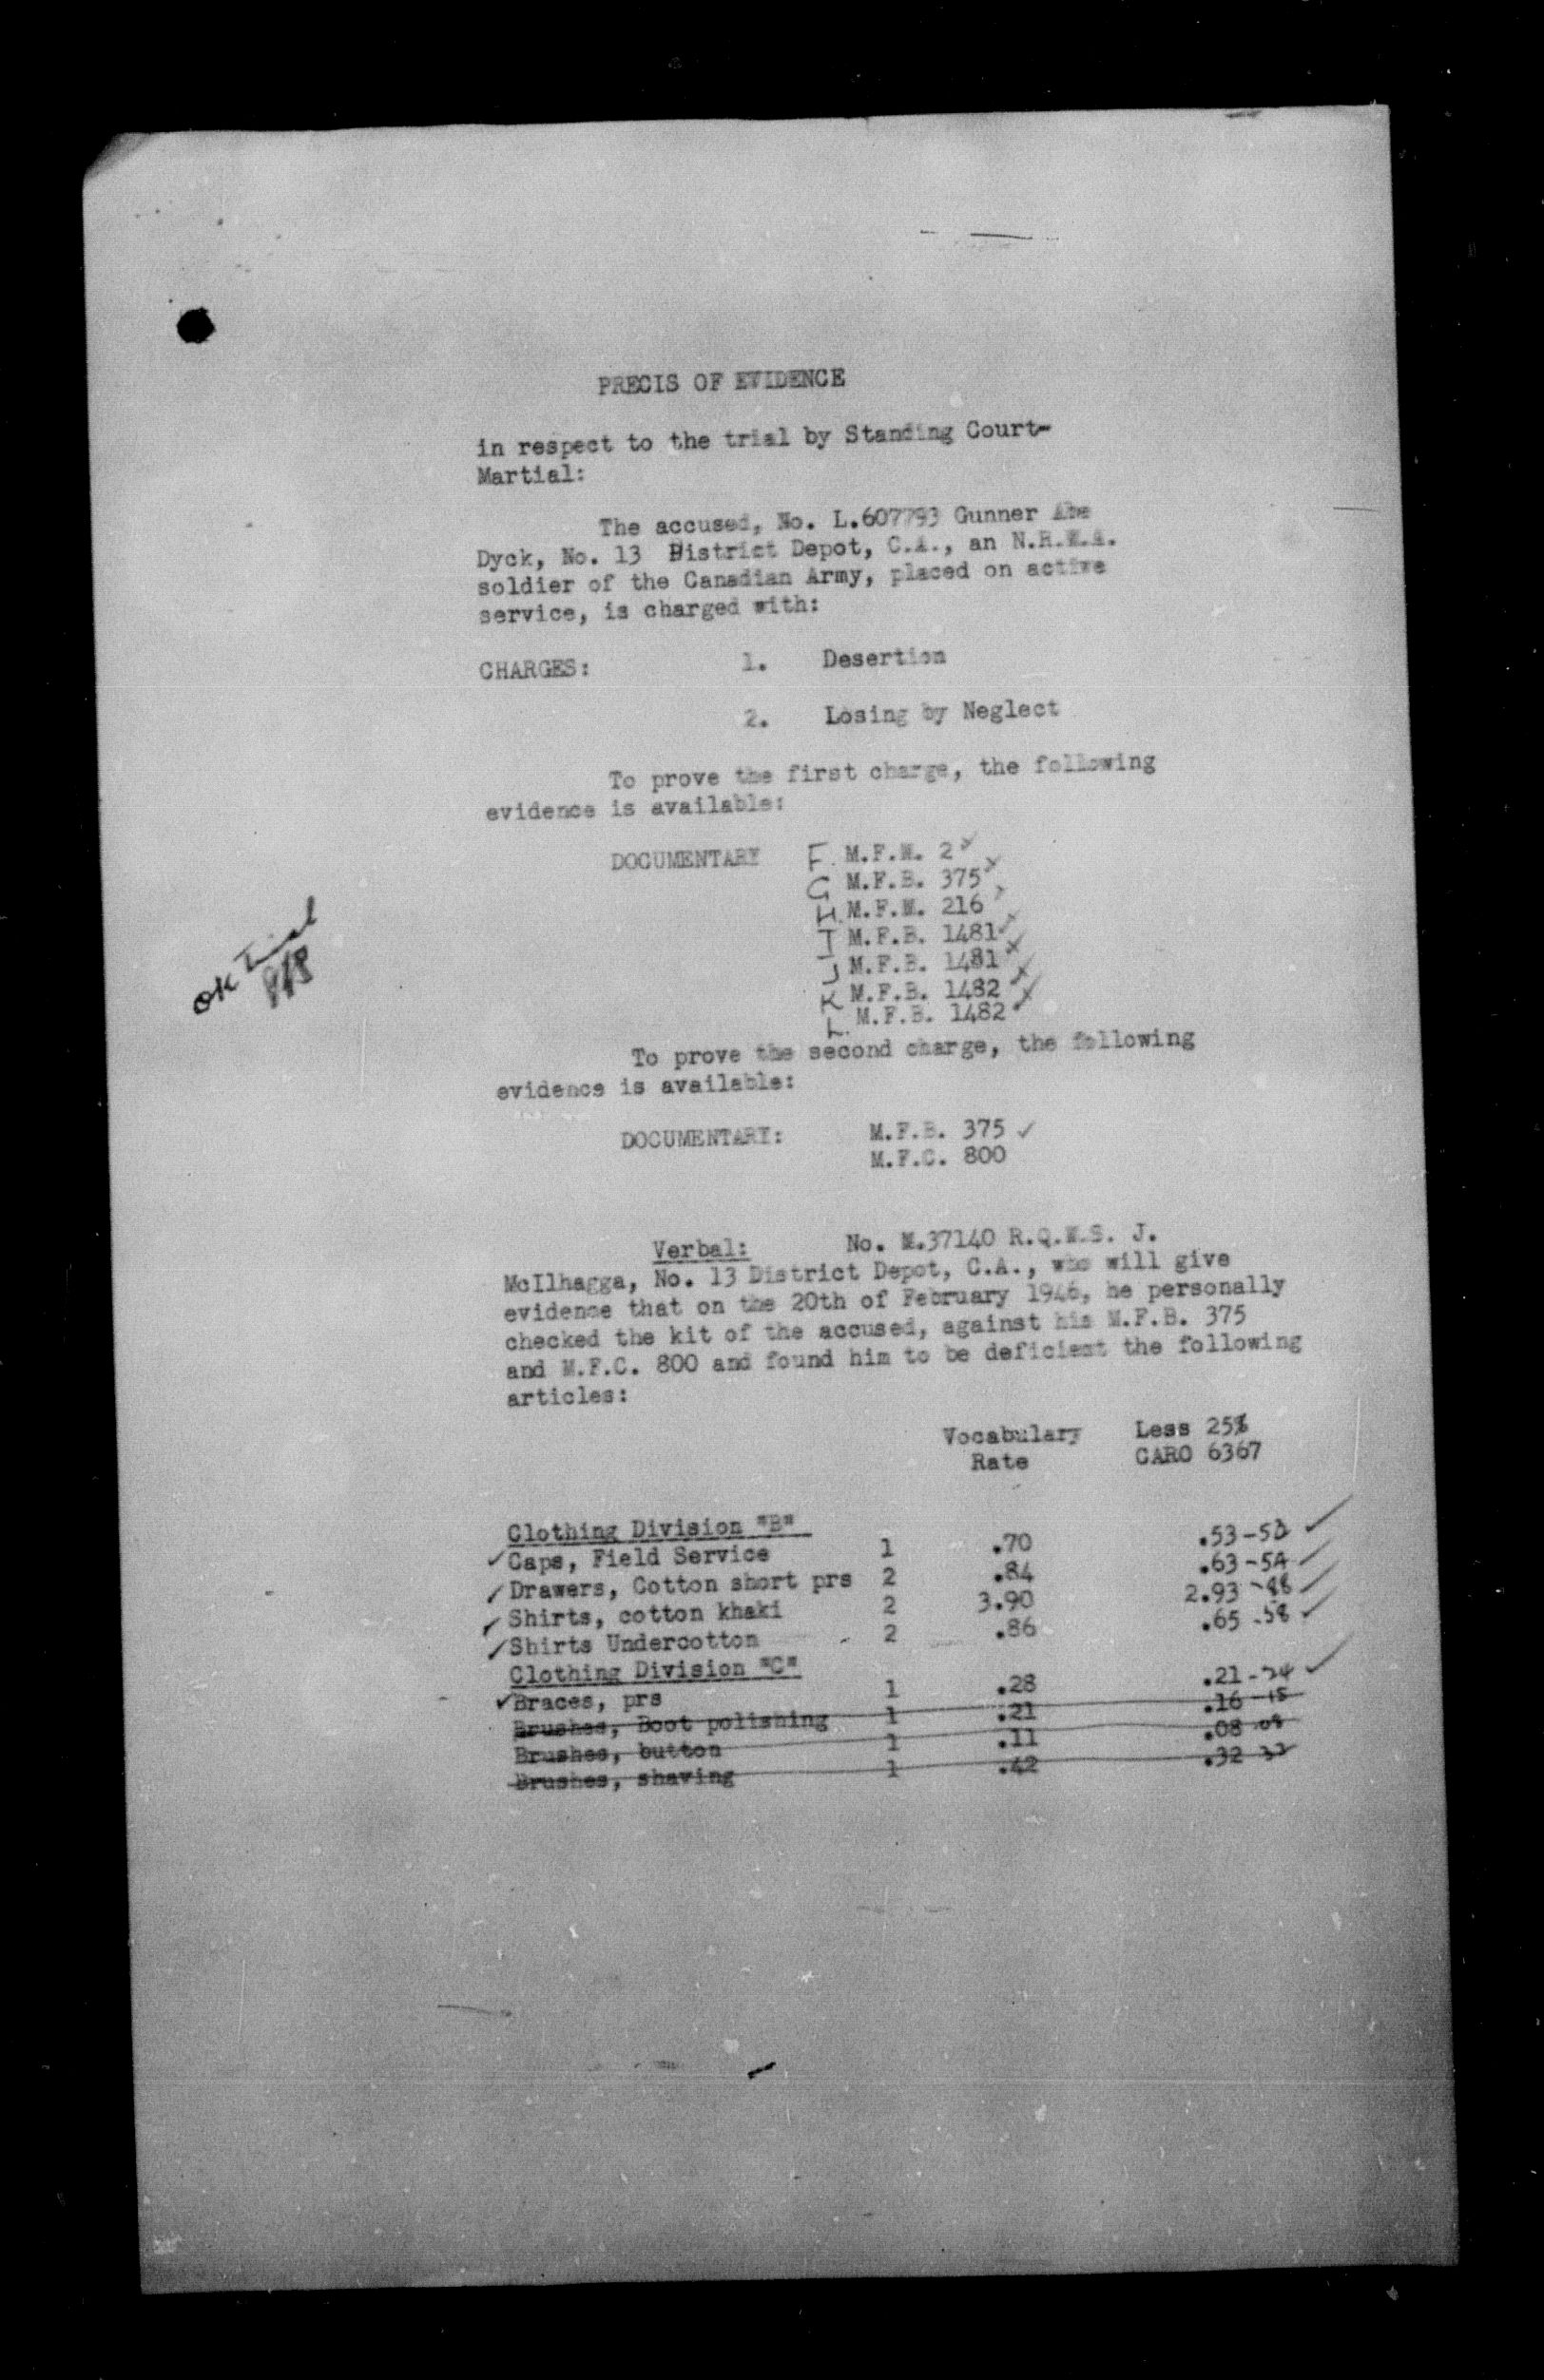 PRECIS OF EVIDENCE
in respect to the trial by Standing Court-
Martial:
The accused, No. L.607793 Gunner Abe
Dyck, No. 13 District Depot, C.A., an N.R.M.A.
soldier of the Canadian Army, placed on active
service, is charged with:
CHARGES: 1. Desertion
2. Losing by Neglect
To prove the first charge, the following
evidence is available:
DOCUMENTARY F. M.F.M. 2
G M.F.B. 375
H. M.F.M. 216
I M.F.B. 1481
J M.F.B. 1481
K M.F.B. 1482
L. M.F.B. 1482
OK
To prove the second charge, the following
evidence is available:
DOCUMENTARY: M.F.B. 375 ✓
M.F.C. 800
Verbal: No. M.37140 R.Q.M.S. J.
McIlhagga, No. 13 District Depot, C.A., who will give
evidence that on the 20th of February 1946, he personally
checked the kit of the accused, against his M.F.B. 375
and M.F.C. 800 and found him to be deficient the following
articles:
Vocabulary Less 25%
Rate CARO 6367
Clothing Division "B"
✓ Caps, Field Service 1 .70 .53 - 53 ✓
✓ Drawers, Cotton short prs 2 .84 .63 - 54 ✓
✓ Shirts, cotton khaki 2 3.90 2.93 - 88 ✓
✓ Shirts Undercotton 2 .86 .65 - 58 ✓
Clothing Division "C"
✓ Braces, prs 1 .28 .21 - 24 ✓
Brushes, Boot polishing 1 .21 .16 - 15
Brushes, button 1 .11 .08 .09
Brushes, shaving 1 .42 .32 33